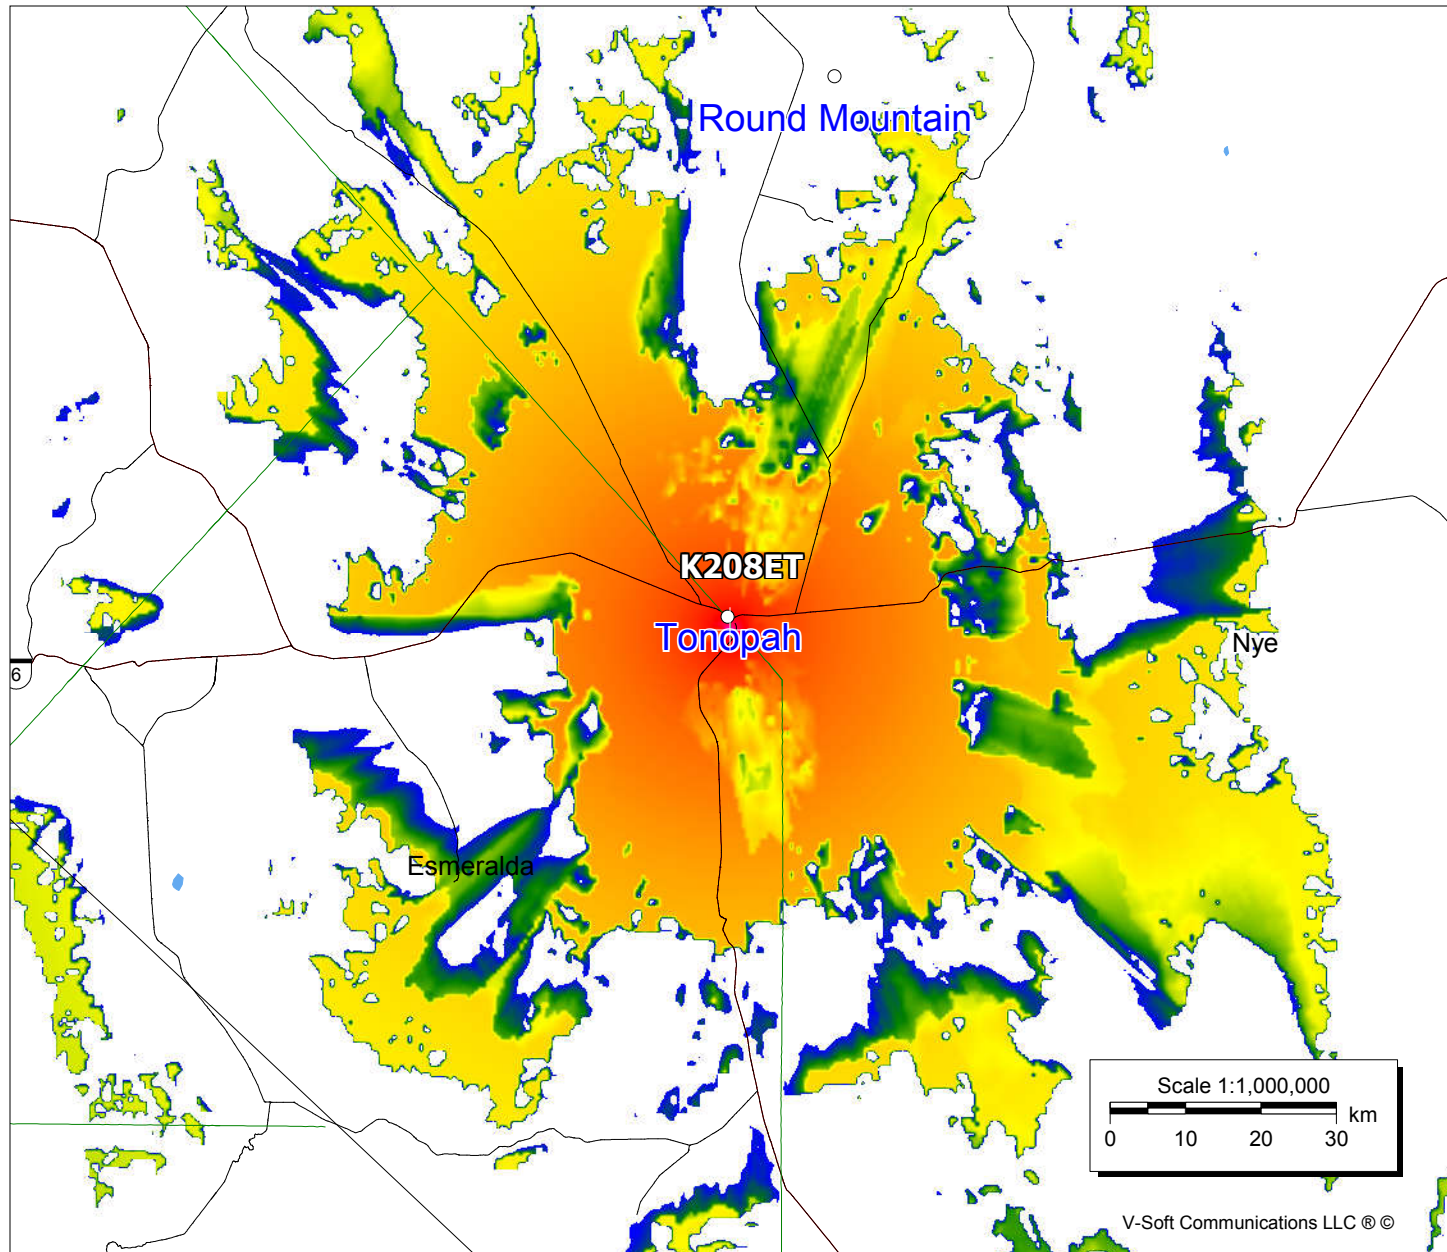 Round Mountain
K208ET
Tonopah
Nye
6
Esmeralda
Scale 1:1,000,000
km
0 10 20 30
V-Soft Communications LLC ® ©